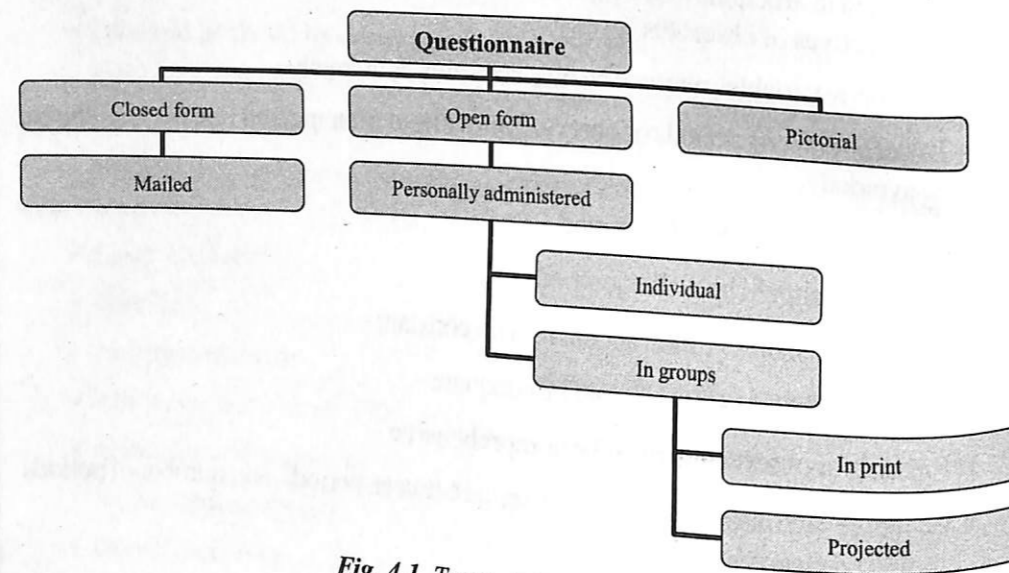 Questionnaire
Closed form
Open form
Pictorial
Mailed
Personally administered
Individual
In groups
In print
Projected
Fig. 4.1